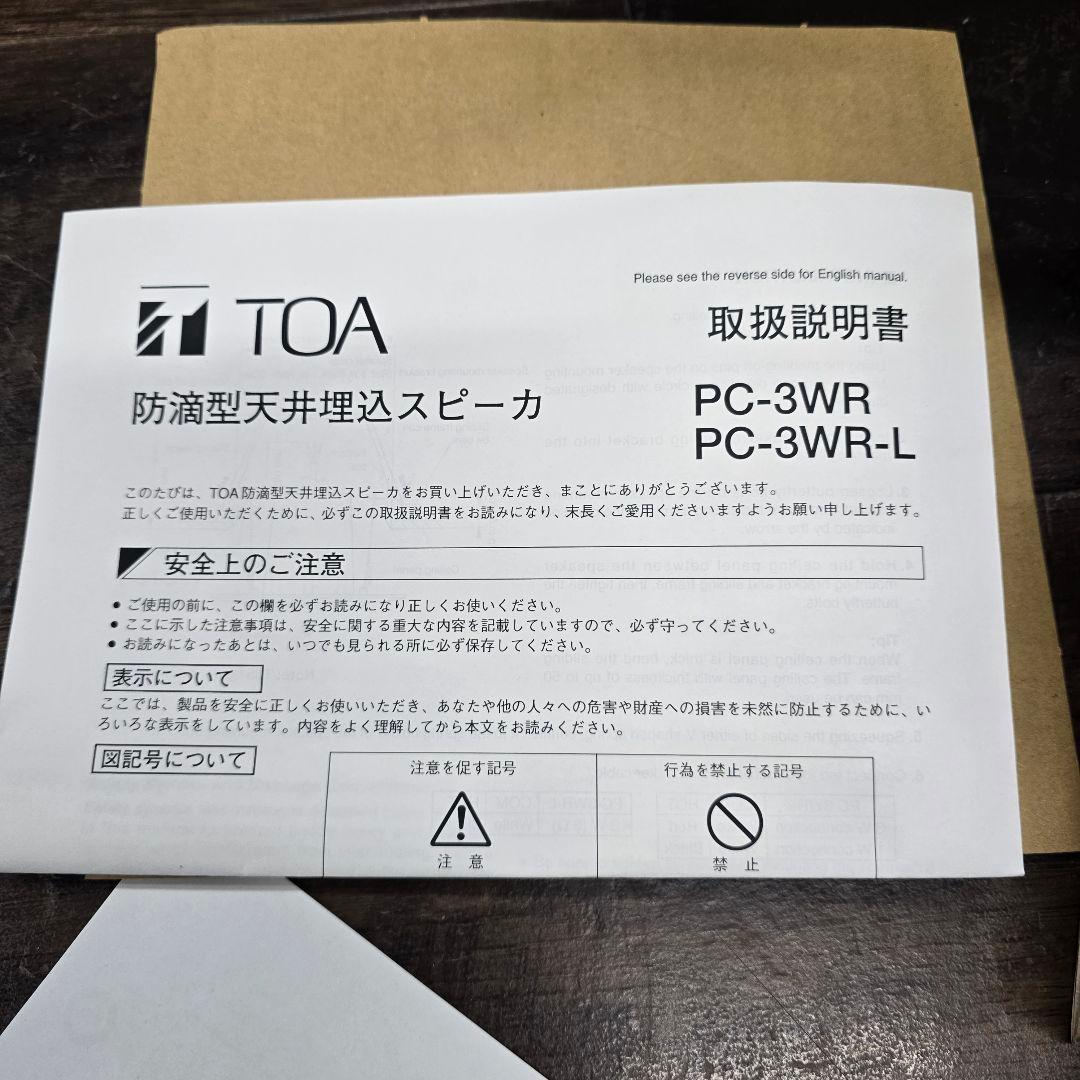 Please see the reverse side for English manual.
TOA
取扱説明書
防滴型天井埋込スピーカ
PC-3WR
PC-3WR-L
このたびは、TOA防滴型天井埋込スピーカをお買い上げいただき、まことにありがとうございます。
正しくご使用いただくために、必ずこの取扱説明書をお読みになり、末長くご愛用くださいますようお願い申し上げます。
安全上のご注意
● ご使用の前に、この欄を必ずお読みになり正しくお使いください。
● ここに示した注意事項は、安全に関する重大な内容を記載していますので、必ず守ってください。
● お読みになったあとは、いつでも見られる所に必ず保存してください。
表示について
ここでは、製品を安全に正しくお使いいただき、あなたや他の人々への危害や財産への損害を未然に防止するために、い
ろいろな表示をしています。内容をよく理解してから本文をお読みください。
図記号について
注意を促す記号
行為を禁止する記号
注 意
禁 止